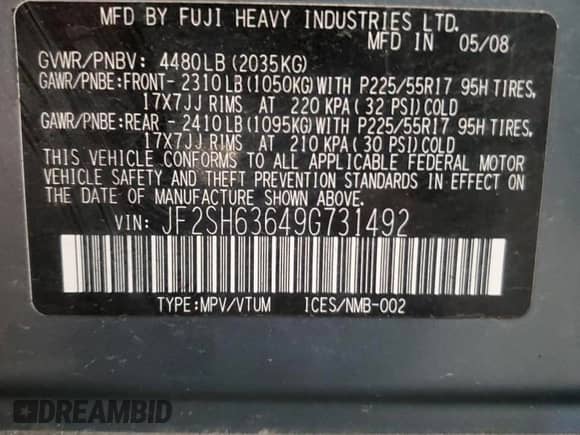 MFD BY FUJI HEAVY INDUSTRIES LTD.
MFD IN 05/08
GVWR/PNBV: 4480LB(2035KG)
GAWR/PNBE:FRONT- 2310LB(1050KG)WITH P225/55R17 95H TIRES,
17X7JJ RIMS AT 220 KPA(32 PSI)COLD
GAWR/PNBE:REAR - 2410LB(1095KG)WITH P225/55R17 95H TIRES,
17X7JJ RIMS AT 210 KPA(30 PSI)COLD
THIS VEHICLE CONFORMS TO ALL APPLICABLE FEDERAL MOTOR
VEHICLE SAFETY AND THEFT PREVENTION STANDARDS IN EFFECT
ON THE DATE OF MANUFACTURE SHOWN ABOVE.
VIN: JF2SH63649G731492
TYPE:MPV/VTUM ICES/NMB-002
DREAMBID